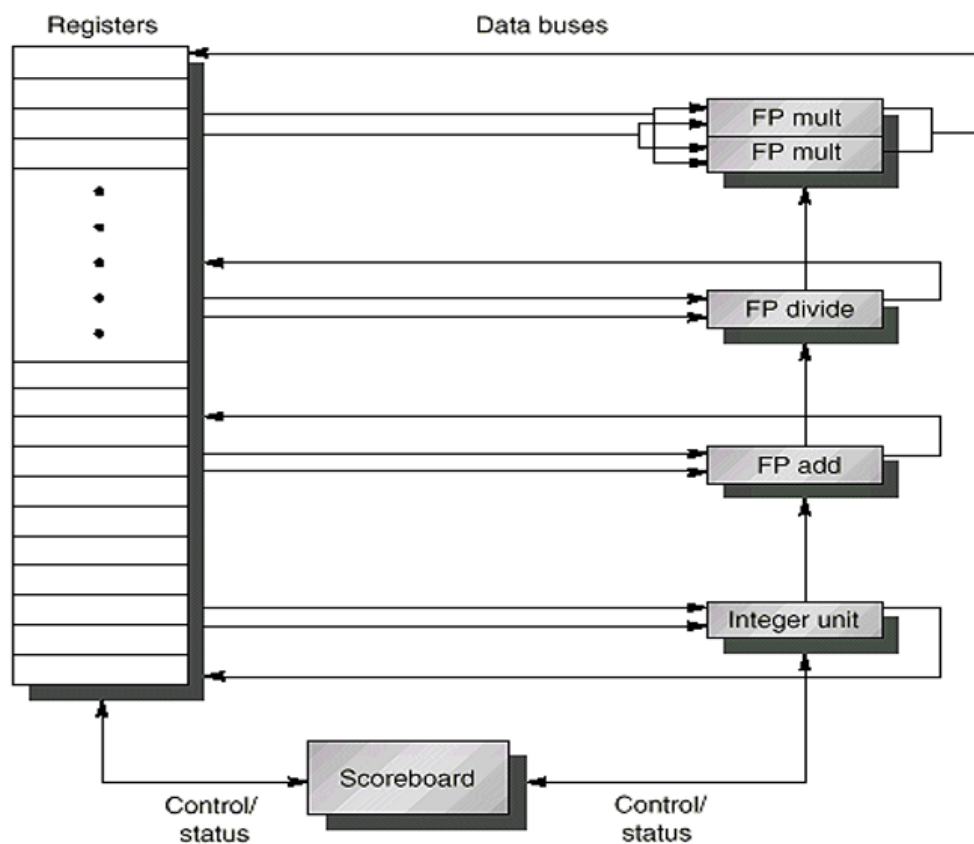 Registers
Data buses
FP mult
FP mult
FP divide
FP add
Integer unit
Scoreboard
Control/
status
Control/
status